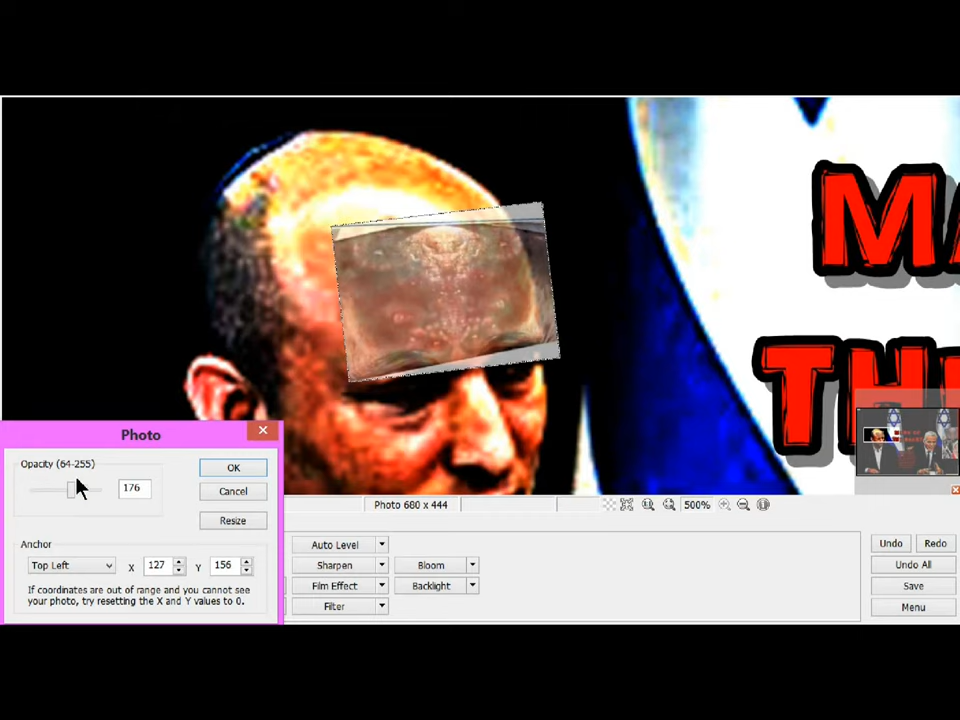 MA
TH
Photo
Opacity (64-255)
176
OK
Cancel
Resize
Anchor
Top Left
X
127
Y
156
If coordinates are out of range and you cannot see
your photo, try resetting the X and Y values to 0.
Photo 680 x 444
500%
Auto Level
Sharpen
Bloom
Film Effect
Backlight
Filter
Undo
Redo
Undo All
Save
Menu